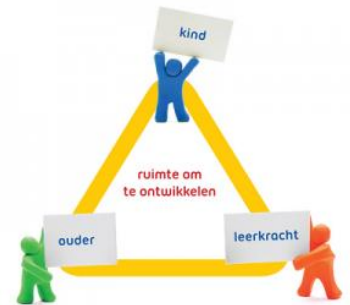 kind
ruimte om
te ontwikkelen
ouder
leerkracht